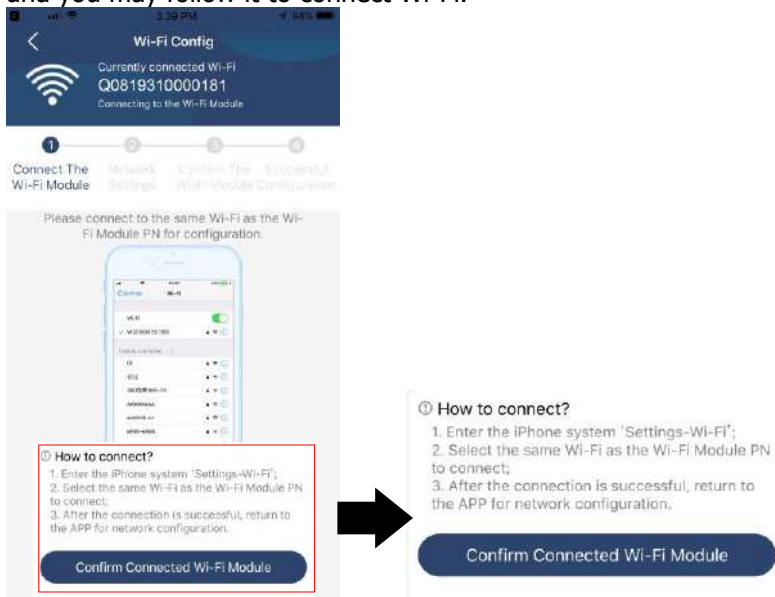 and you may follow it to connect Wi-Fi.
3:39 PM
Wi-Fi Config
Currently connected Wi-Fi
Q0819310000181
Connecting to the Wi-Fi Module
1
2
3
4
Connect The
Wi-Fi Module
Network
Settings
Confirm The
Wi-Fi Module
Successful
Configuration
Please connect to the same Wi-Fi as the Wi-
Fi Module PN for configuration.
Wi-Fi
Wi-Fi
How to connect?
1. Enter the iPhone system 'Settings-Wi-Fi';
2. Select the same Wi-Fi as the Wi-Fi Module PN
to connect;
3. After the connection is successful, return to
the APP for network configuration.
Confirm Connected Wi-Fi Module
How to connect?
1. Enter the iPhone system 'Settings-Wi-Fi';
2. Select the same Wi-Fi as the Wi-Fi Module PN
to connect;
3. After the connection is successful, return to
the APP for network configuration.
Confirm Connected Wi-Fi Module